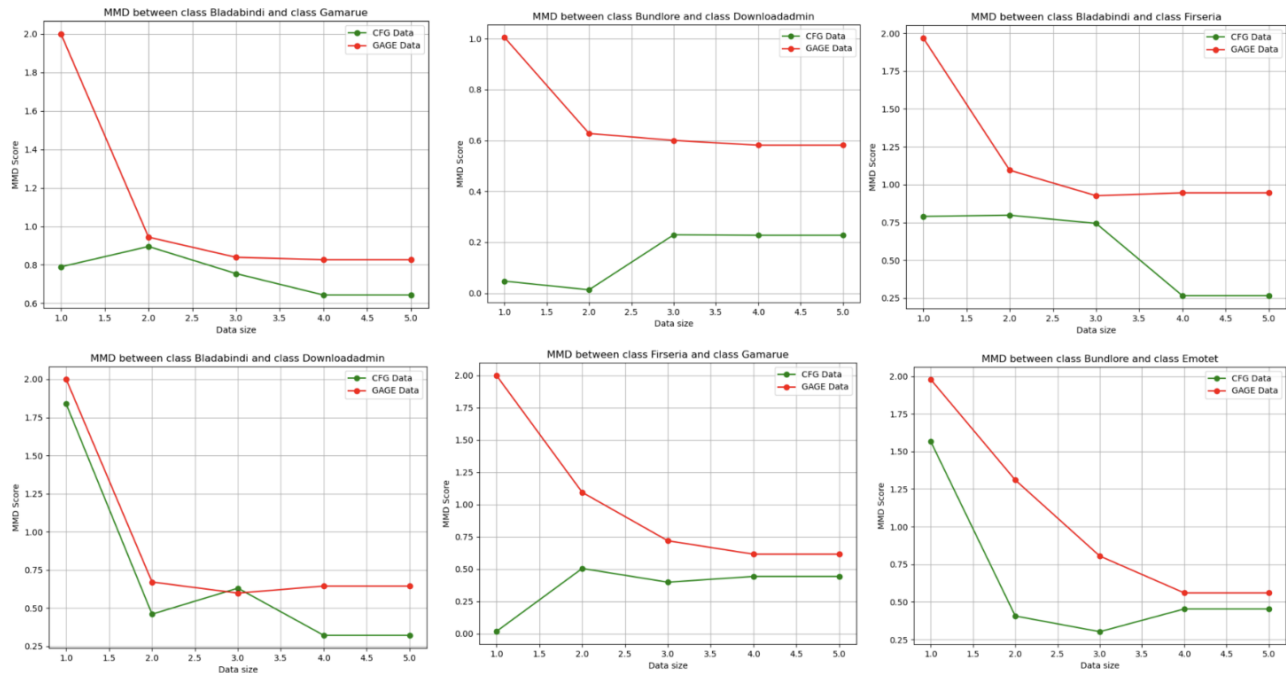 MMD between class Bladabindi and class Gamarue
CFG Data
GAGE Data
2.0
1.8
1.6
1.4
1.2
1.0
0.8
0.6
MMD Score
1.0 1.5 2.0 2.5 3.0 3.5 4.0 4.5 5.0
Data size
MMD between class Bundlore and class Downloadadmin
CFG Data
GAGE Data
1.0
0.8
0.6
0.4
0.2
0.0
MMD Score
1.0 1.5 2.0 2.5 3.0 3.5 4.0 4.5 5.0
Data size
MMD between class Bladabindi and class Firseria
CFG Data
GAGE Data
2.00
1.75
1.50
1.25
1.00
0.75
0.50
0.25
MMD Score
1.0 1.5 2.0 2.5 3.0 3.5 4.0 4.5 5.0
Data size
MMD between class Bladabindi and class Downloadadmin
CFG Data
GAGE Data
2.00
1.75
1.50
1.25
1.00
0.75
0.50
0.25
MMD Score
1.0 1.5 2.0 2.5 3.0 3.5 4.0 4.5 5.0
Data size
MMD between class Firseria and class Gamarue
CFG Data
GAGE Data
2.00
1.75
1.50
1.25
1.00
0.75
0.50
0.25
0.00
MMD Score
1.0 1.5 2.0 2.5 3.0 3.5 4.0 4.5 5.0
Data size
MMD between class Bundlore and class Emotet
CFG Data
GAGE Data
2.00
1.75
1.50
1.25
1.00
0.75
0.50
0.25
MMD Score
1.0 1.5 2.0 2.5 3.0 3.5 4.0 4.5 5.0
Data size